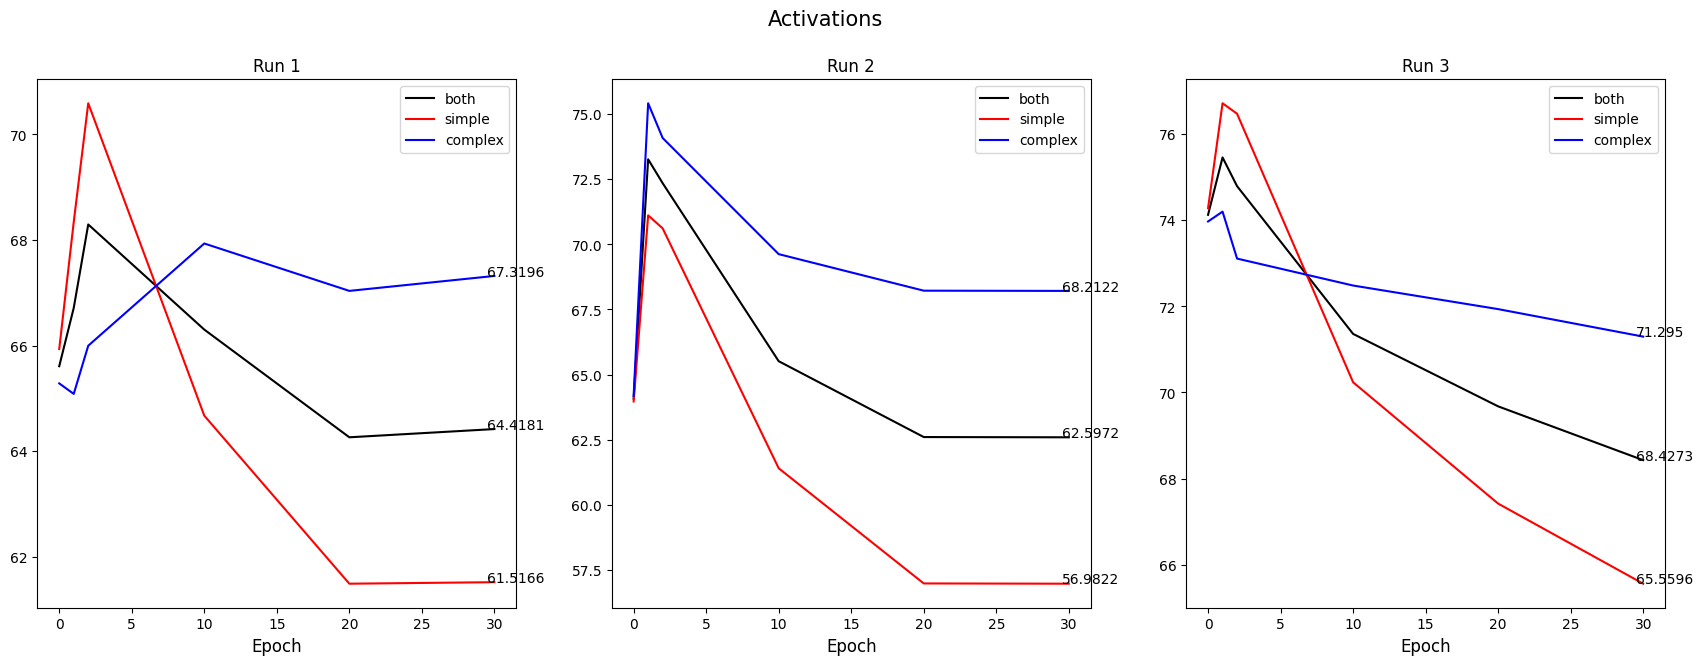 Activations
Run 1
both
simple
complex
70
68
66
64
62
67.3196
64.4181
61.5166
0 5 10 15 20 25 30
Epoch
Run 2
both
simple
complex
75.0
72.5
70.0
67.5
65.0
62.5
60.0
57.5
68.2122
62.5972
56.9822
0 5 10 15 20 25 30
Epoch
Run 3
both
simple
complex
76
74
72
70
68
66
71.295
68.4273
65.5596
0 5 10 15 20 25 30
Epoch